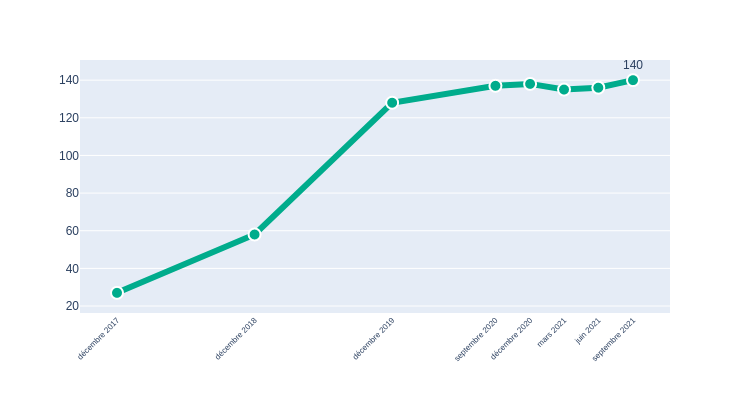 140
140
120
100
80
60
40
20
décembre 2017
décembre 2018
décembre 2019
septembre 2020
décembre 2020
mars 2021
juin 2021
septembre 2021